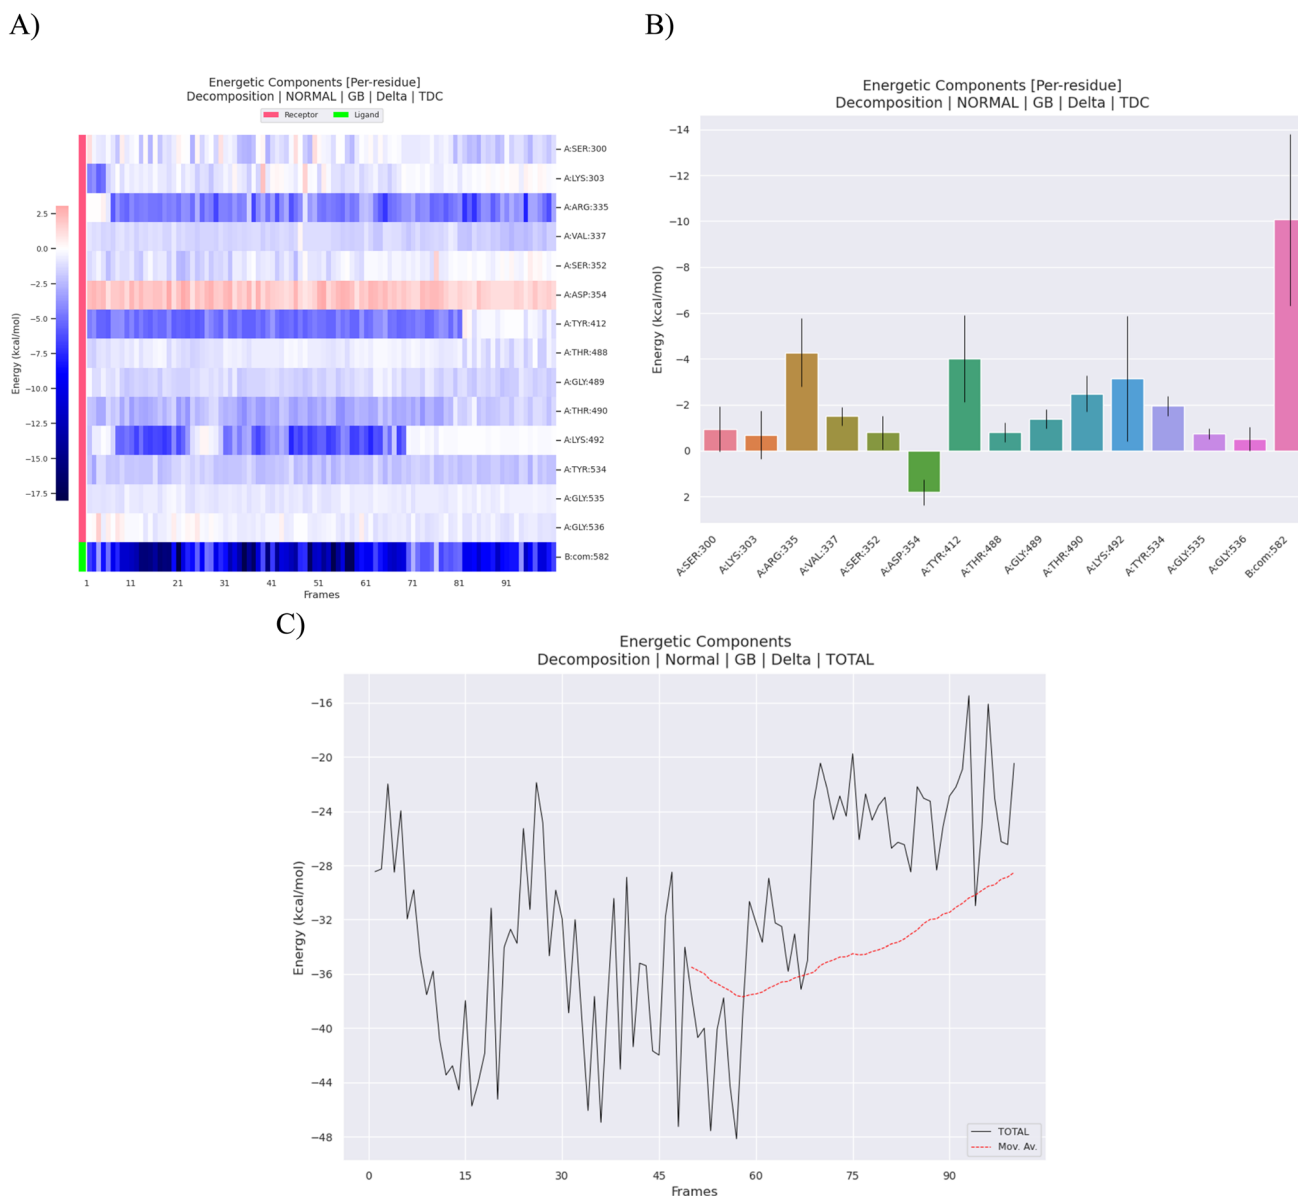 A)
Energetic Components [Per-residue]
Decomposition | NORMAL | GB | Delta | TDC
Receptor Ligand
Energy (kcal/mol)
2.5
0.0
−2.5
−5.0
−7.5
−10.0
−12.5
−15.0
−17.5
A:SER:300
A:LYS:303
A:ARG:335
A:VAL:337
A:SER:352
A:ASP:354
A:TYR:412
A:THR:488
A:GLY:489
A:THR:490
A:LYS:492
A:TYR:534
A:GLY:535
A:GLY:536
B:com:582
1 11 21 31 41 51 61 71 81 91
Frames
B)
Energetic Components [Per-residue]
Decomposition | NORMAL | GB | Delta | TDC
Energy (kcal/mol)
−14
−12
−10
−8
−6
−4
−2
0
2
A:SER:300
A:LYS:303
A:ARG:335
A:VAL:337
A:SER:352
A:ASP:354
A:TYR:412
A:THR:488
A:GLY:489
A:THR:490
A:LYS:492
A:TYR:534
A:GLY:535
A:GLY:536
B:com:582
C)
Energetic Components
Decomposition | Normal | GB | Delta | TOTAL
Energy (kcal/mol)
−16
−20
−24
−28
−32
−36
−40
−44
−48
0 15 30 45 60 75 90
Frames
TOTAL
Mov. Av.